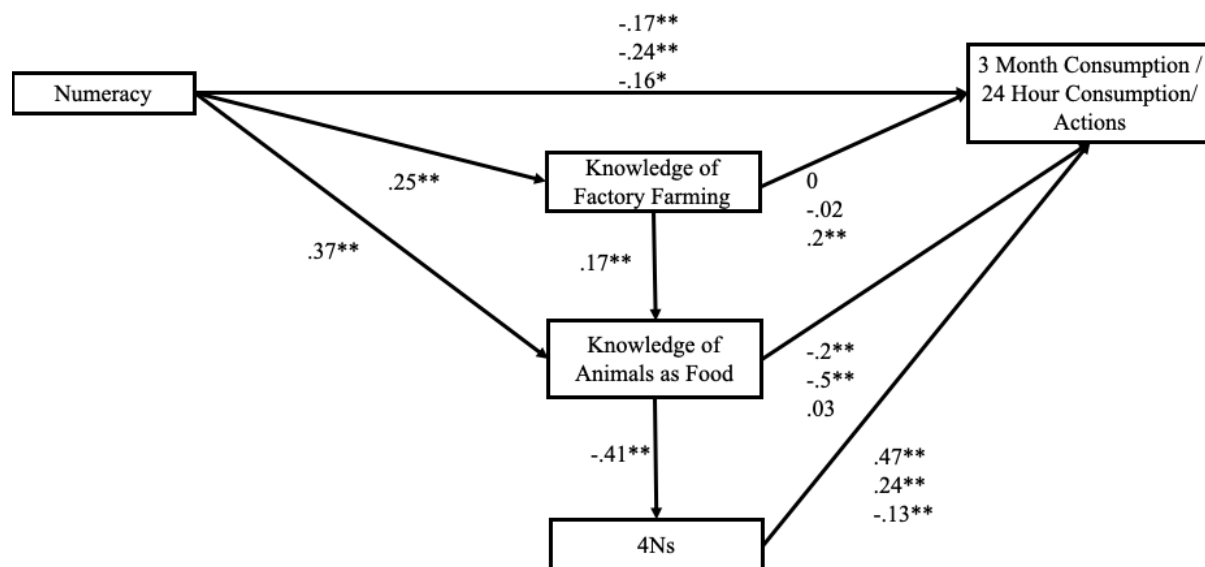 -.17**
-.24**
-.16*
Numeracy
3 Month Consumption /
24 Hour Consumption/
Actions
.25**
Knowledge of
Factory Farming
0
-.02
.2**
.37**
.17**
Knowledge of
Animals as Food
-.2**
-.5**
.03
-.41**
.47**
.24**
-.13**
4Ns